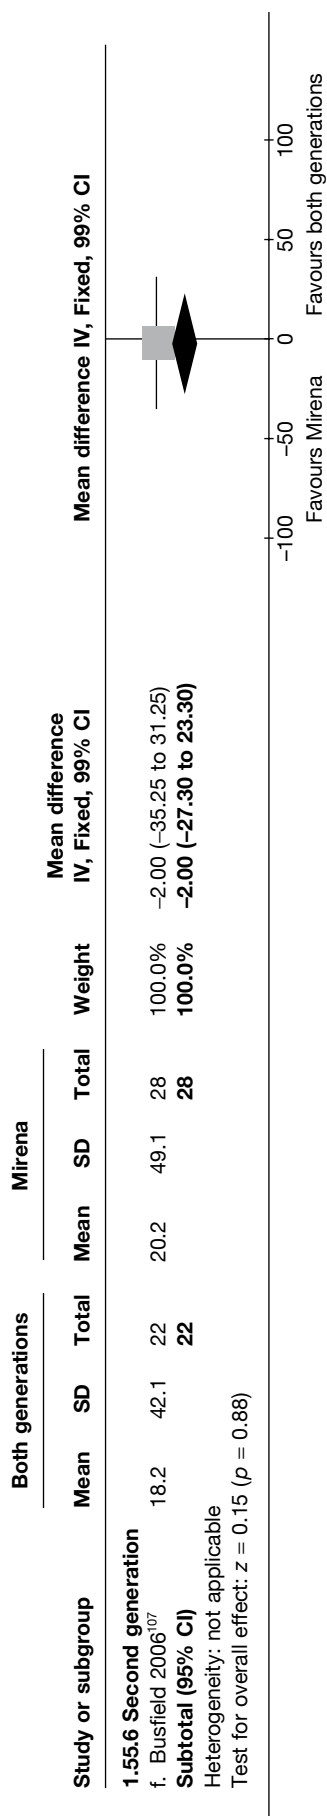 Both generations Mirena Mean difference
Study or subgroup Mean SD Total Mean SD Total Weight IV, Fixed, 99% CI Mean difference IV, Fixed, 99% CI
1.55.6 Second generation
f. Busfield 2006107 18.2 42.1 22 20.2 49.1 28 100.0% −2.00 (−35.25 to 31.25)
Subtotal (95% CI) 22 28 100.0% −2.00 (−27.30 to 23.30)
Heterogeneity: not applicable
Test for overall effect: z = 0.15 (p = 0.88)
−100 −50 0 50 100
Favours Mirena Favours both generations